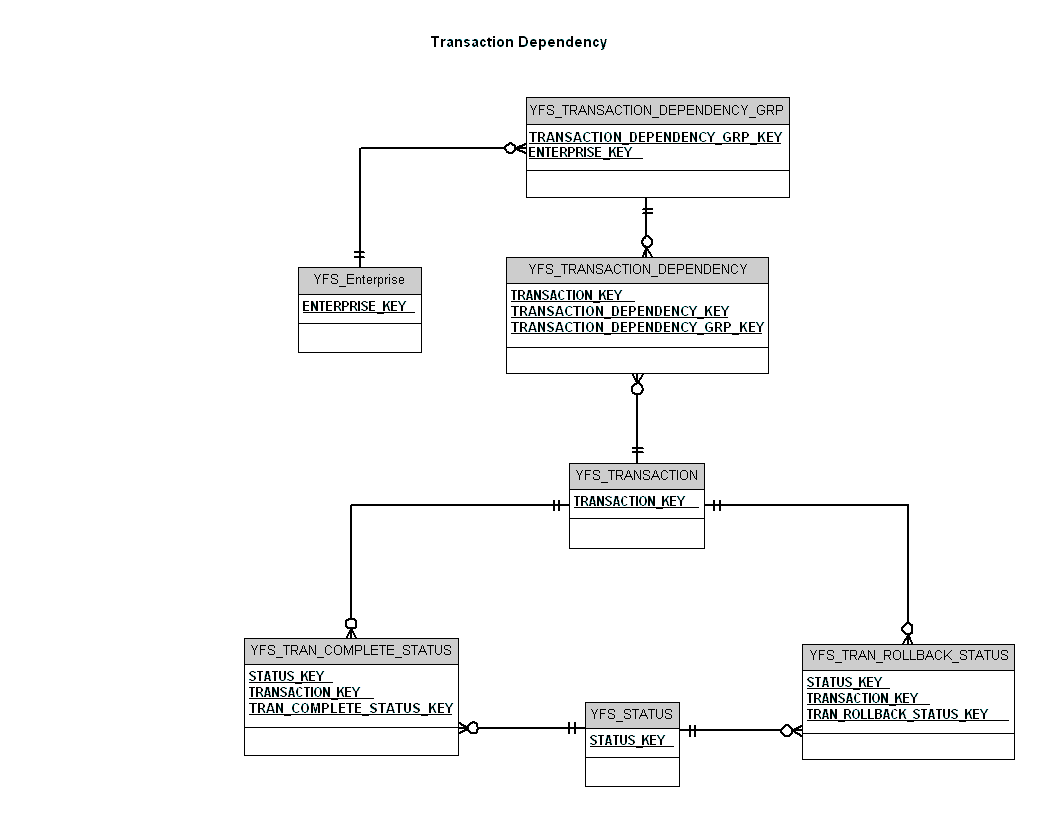 Transaction Dependency
YFS_TRANSACTION_DEPENDENCY_GRP
TRANSACTION_DEPENDENCY_GRP_KEY
ENTERPRISE_KEY
YFS_Enterprise
ENTERPRISE_KEY
YFS_TRANSACTION_DEPENDENCY
TRANSACTION_KEY
TRANSACTION_DEPENDENCY_KEY
TRANSACTION_DEPENDENCY_GRP_KEY
YFS_TRANSACTION
TRANSACTION_KEY
YFS_TRAN_COMPLETE_STATUS
STATUS_KEY
TRANSACTION_KEY
TRAN_COMPLETE_STATUS_KEY
YFS_STATUS
STATUS_KEY
YFS_TRAN_ROLLBACK_STATUS
STATUS_KEY
TRANSACTION_KEY
TRAN_ROLLBACK_STATUS_KEY